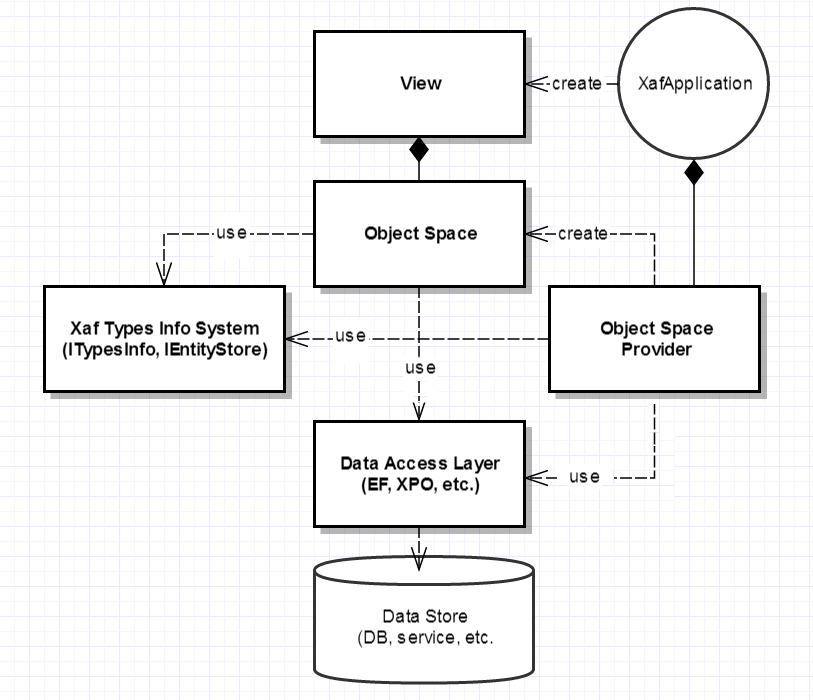 View
create
XafApplication
use
Object Space
create
Xaf Types Info System
(ITypesInfo, IEntityStore)
use
Object Space
Provider
use
Data Access Layer
(EF, XPO, etc.)
use
Data Store
(DB, service, etc.